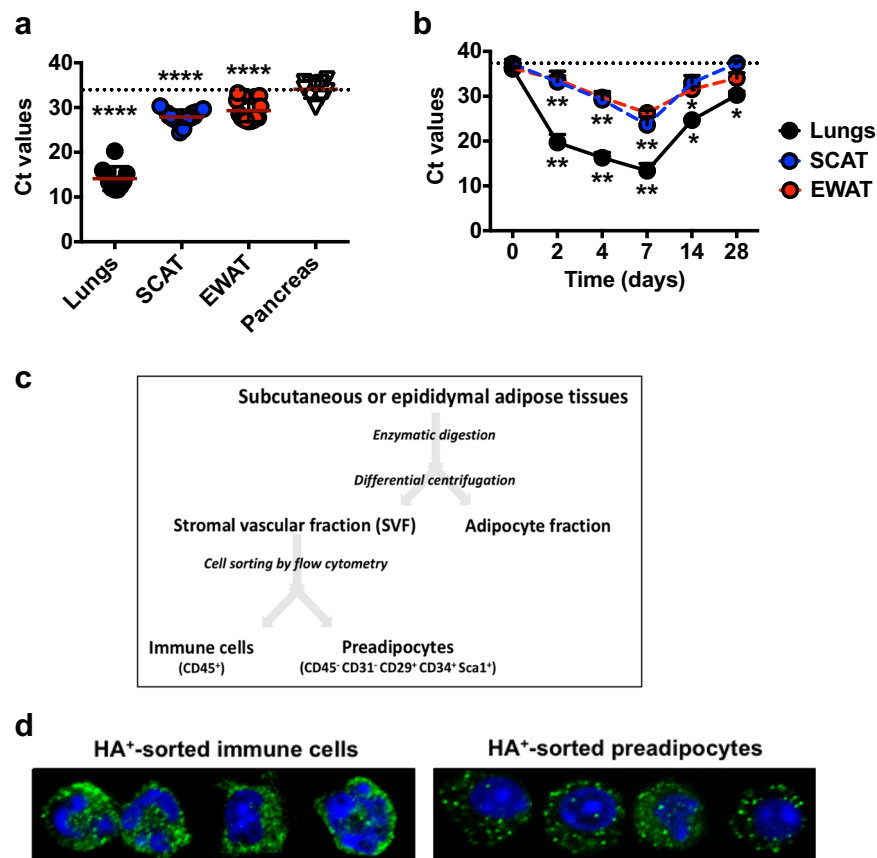 a
Ct values
40
30
20
10
0
****
****
****
Lungs
SCAT
EWAT
Pancreas
b
Ct values
40
30
20
10
0
**
**
**
**
**
**
*
*
*
0 2 4 7 14 28
Time (days)
Lungs
SCAT
EWAT
c
Subcutaneous or epididymal adipose tissues
Enzymatic digestion
Differential centrifugation
Stromal vascular fraction (SVF)
Adipocyte fraction
Cell sorting by flow cytometry
Immune cells
(CD45⁺)
Preadipocytes
(CD45⁻ CD31⁻ CD29⁺ CD34⁺ Sca1⁺)
d
HA⁺-sorted immune cells
HA⁺-sorted preadipocytes